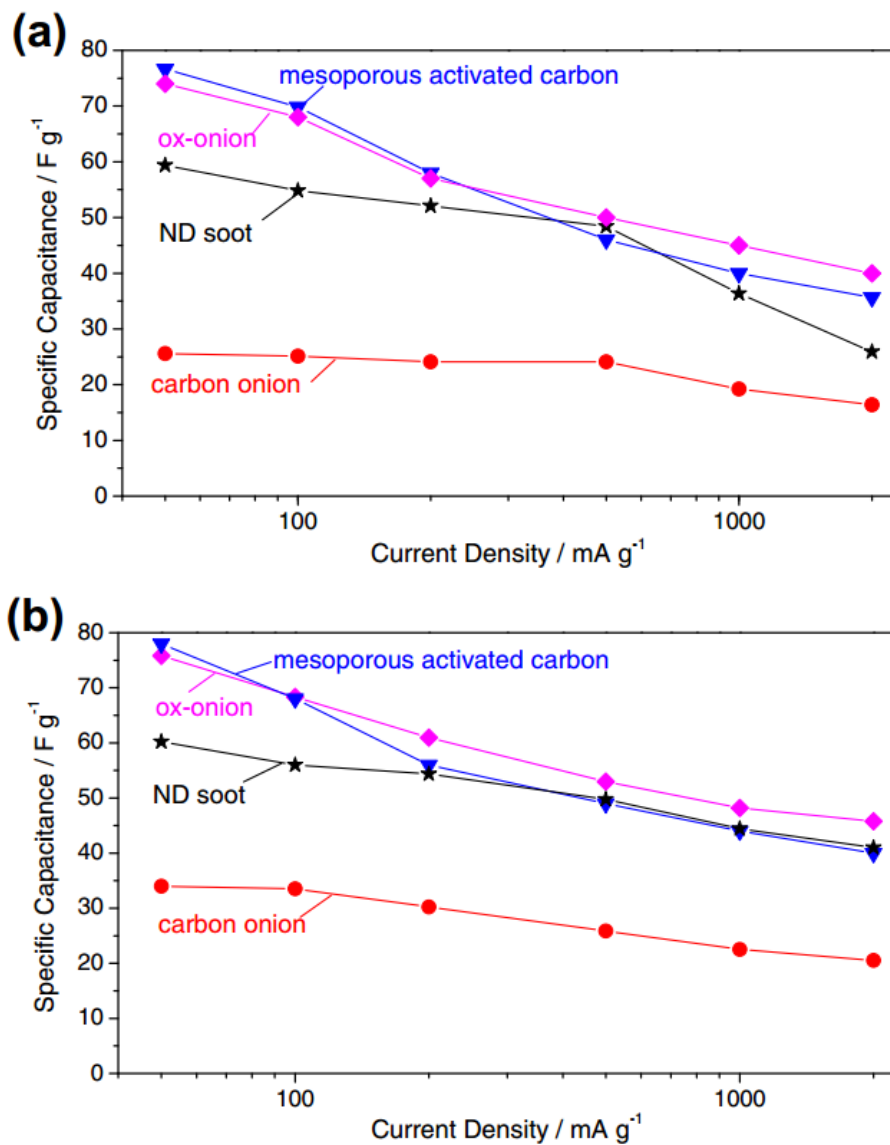 (a)
80
70
60
50
40
30
20
10
0
Specific Capacitance / F g⁻¹
mesoporous activated carbon
ox-onion
ND soot
carbon onion
100
1000
Current Density / mA g⁻¹
(b)
80
70
60
50
40
30
20
10
0
Specific Capacitance / F g⁻¹
mesoporous activated carbon
ox-onion
ND soot
carbon onion
100
1000
Current Density / mA g⁻¹